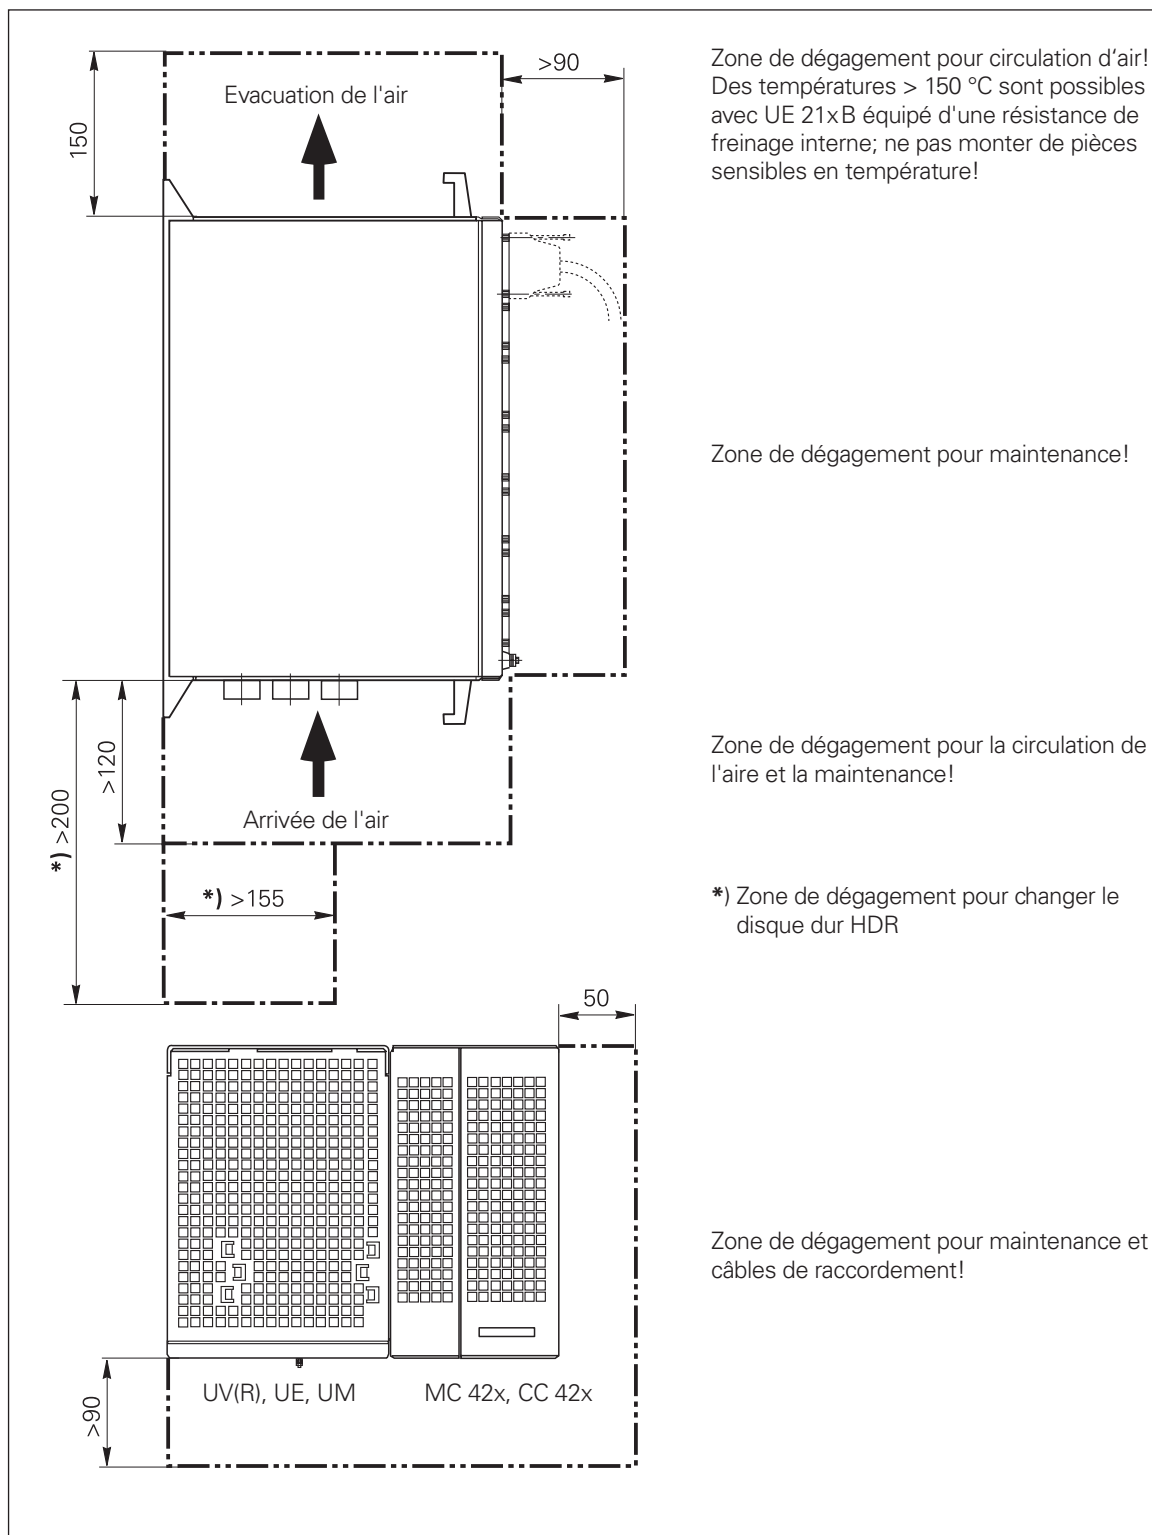 Zone de dégagement pour circulation d'air!
Des températures > 150 °C sont possibles
avec UE 21xB équipé d'une résistance de
freinage interne; ne pas monter de pièces
sensibles en température!
>90
Evacuation de l'air
150
Zone de dégagement pour maintenance!
Zone de dégagement pour la circulation de
l'aire et la maintenance!
>120
*) >200
Arrivée de l'air
*) >155
*) Zone de dégagement pour changer le
disque dur HDR
50
Zone de dégagement pour maintenance et
câbles de raccordement!
UV(R), UE, UM
MC 42x, CC 42x
>90